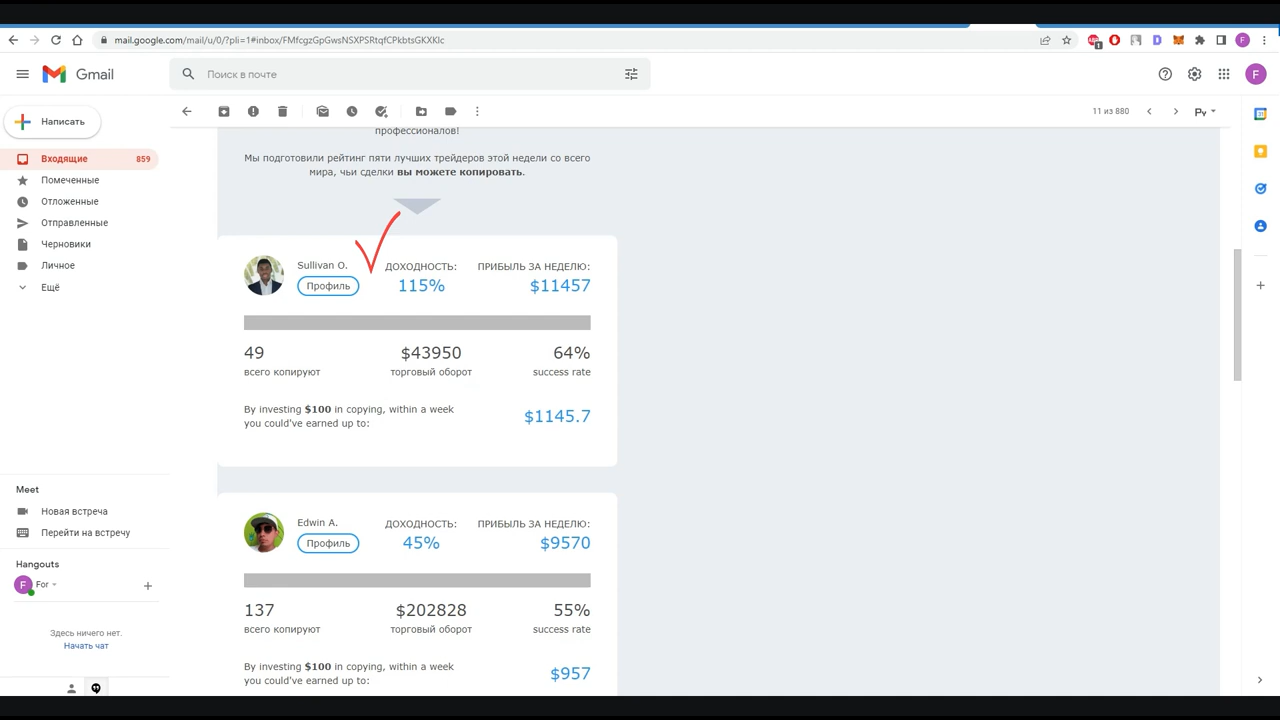 mail.google.com/mail/u/0/?pli=1#inbox/FMfcgzGpGwsNSXPSRtqfCPkbtsGKXKlc
1
F
Gmail
Поиск в почте
F
Написать
11 из 880
Ру
Входящие 859
Помеченные
Отложенные
Отправленные
Черновики
Личное
Ещё
Meet
Новая встреча
Перейти на встречу
Hangouts
F For
Здесь ничего нет.
Начать чат
профессионалов!
Мы подготовили рейтинг пяти лучших трейдеров этой недели со всего
мира, чьи сделки вы можете копировать.
Sullivan O. ДОХОДНОСТЬ: ПРИБЫЛЬ ЗА НЕДЕЛЮ:
Профиль 115% $11457
49 $43950 64%
всего копируют торговый оборот success rate
By investing $100 in copying, within a week
you could've earned up to: $1145.7
Edwin A. ДОХОДНОСТЬ: ПРИБЫЛЬ ЗА НЕДЕЛЮ:
Профиль 45% $9570
137 $202828 55%
всего копируют торговый оборот success rate
By investing $100 in copying, within a week
you could've earned up to: $957
31